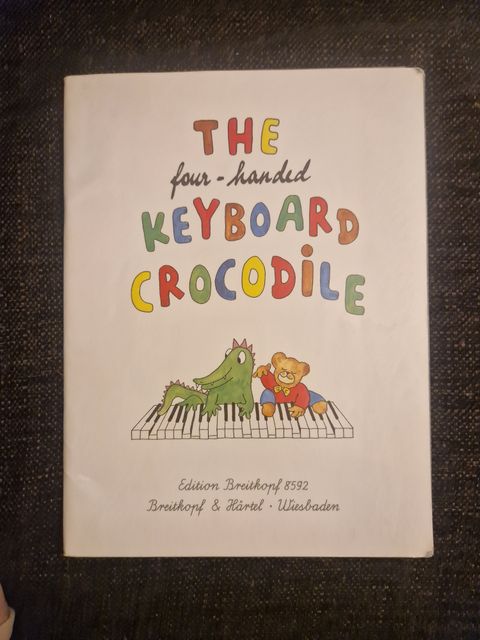 THE
four-handed
KEYBOARD
CROCODiLE
Edition Breitkopf 8592
Breitkopf & Härtel · Wiesbaden